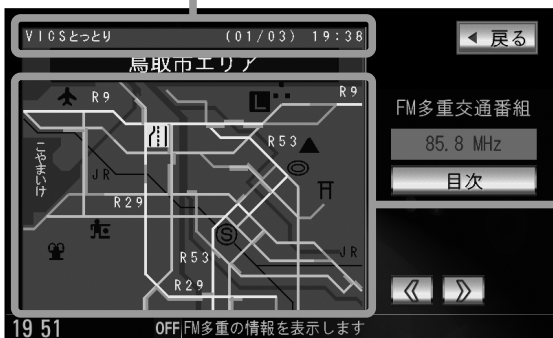 VICSとっとり (01/03) 19:38
戻る
鳥取市エリア
R9
L
R9
FM多重交通番組
85.8 MHz
目次
R53
こやまいけ
JR
R29
S
JR
R53
R29
19 51
OFF FM多重の情報を表示します